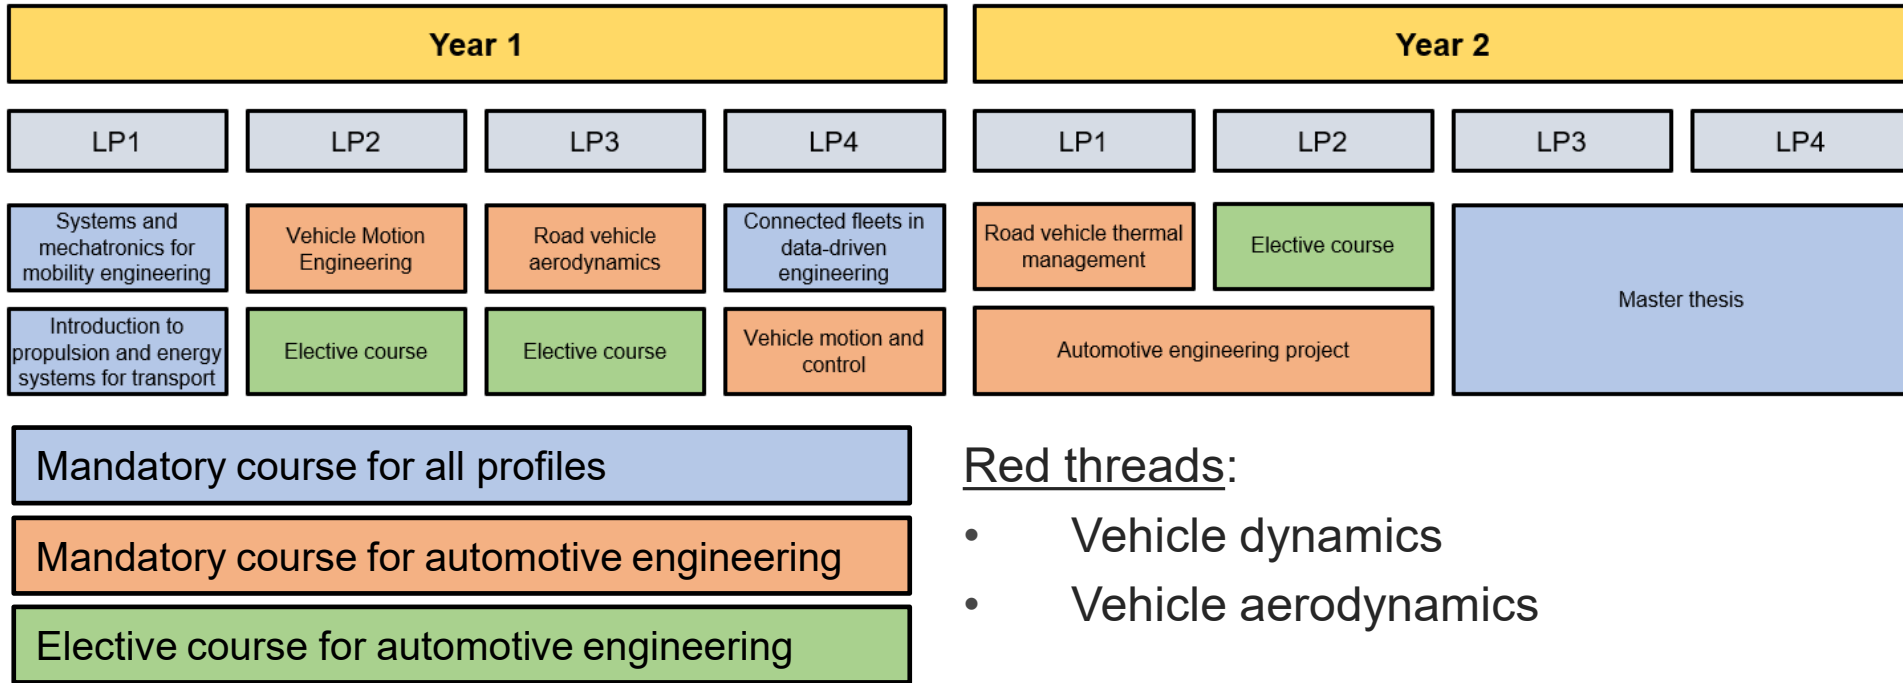 Year 1
Year 2
LP1
LP2
LP3
LP4
LP1
LP2
LP3
LP4
Systems and
mechatronics for
mobility engineering
Vehicle Motion
Engineering
Road vehicle
aerodynamics
Connected fleets in
data-driven
engineering
Road vehicle thermal
management
Elective course
Introduction to
propulsion and energy
systems for transport
Elective course
Elective course
Vehicle motion and
control
Automotive engineering project
Master thesis
Mandatory course for all profiles
Mandatory course for automotive engineering
Elective course for automotive engineering
Red threads:
• Vehicle dynamics
• Vehicle aerodynamics